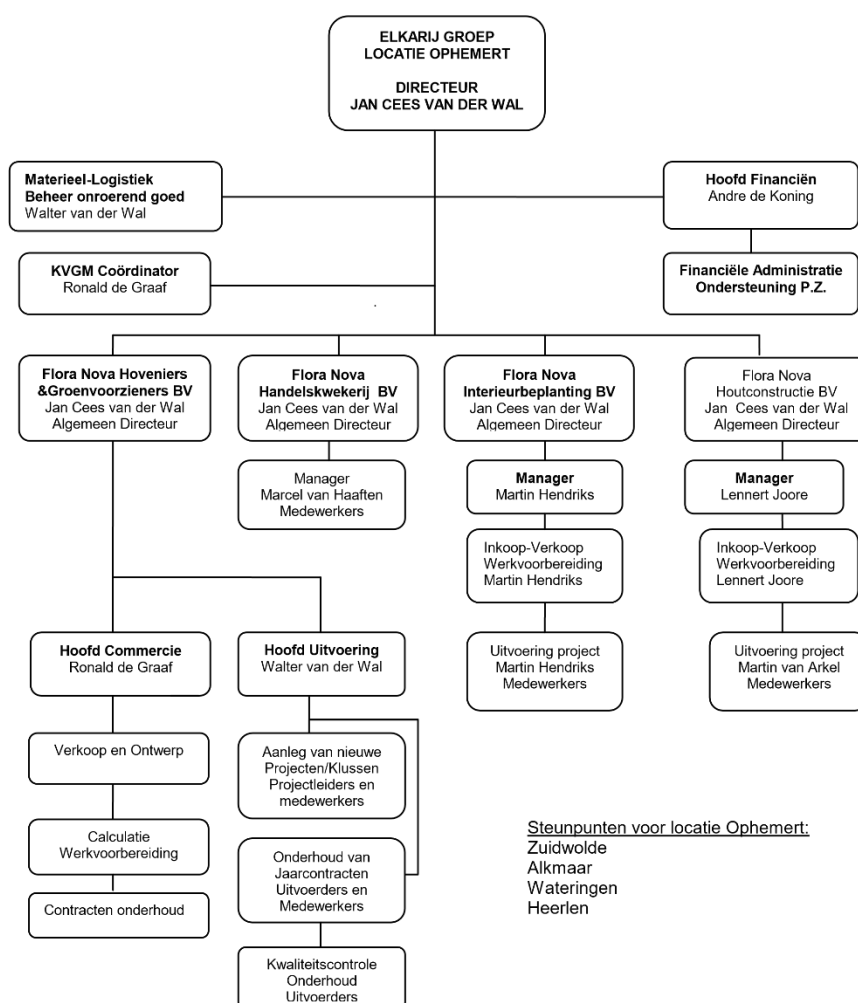 ELKARIJ GROEP
LOCATIE OPHEMERT
DIRECTEUR
JAN CEES VAN DER WAL
Materieel-Logistiek
Beheer onroerend goed
Walter van der Wal
Hoofd Financiën
Andre de Koning
KVGM Coördinator
Ronald de Graaf
Financiële Administratie
Ondersteuning P.Z.
Flora Nova Hoveniers
&Groenvoorzieners BV
Jan Cees van der Wal
Algemeen Directeur
Flora Nova
Handelskwekerij BV
Jan Cees van der Wal
Algemeen Directeur
Flora Nova
Interieurbeplanting BV
Jan Cees van der Wal
Algemeen Directeur
Flora Nova
Houtconstructie BV
Jan Cees van der Wal
Algemeen Directeur
Manager
Marcel van Haaften
Medewerkers
Manager
Martin Hendriks
Manager
Lennert Joore
Inkoop-Verkoop
Werkvoorbereiding
Martin Hendriks
Inkoop-Verkoop
Werkvoorbereiding
Lennert Joore
Hoofd Commercie
Ronald de Graaf
Hoofd Uitvoering
Walter van der Wal
Uitvoering project
Martin Hendriks
Medewerkers
Uitvoering project
Martin van Arkel
Medewerkers
Verkoop en Ontwerp
Aanleg van nieuwe
Projecten/Klussen
Projectleiders en
medewerkers
Calculatie
Werkvoorbereiding
Onderhoud van
Jaarcontracten
Uitvoerders en
Medewerkers
Contracten onderhoud
Kwaliteitscontrole
Onderhoud
Uitvoerders
Steunpunten voor locatie Ophemert:
Zuidwolde
Alkmaar
Wateringen
Heerlen